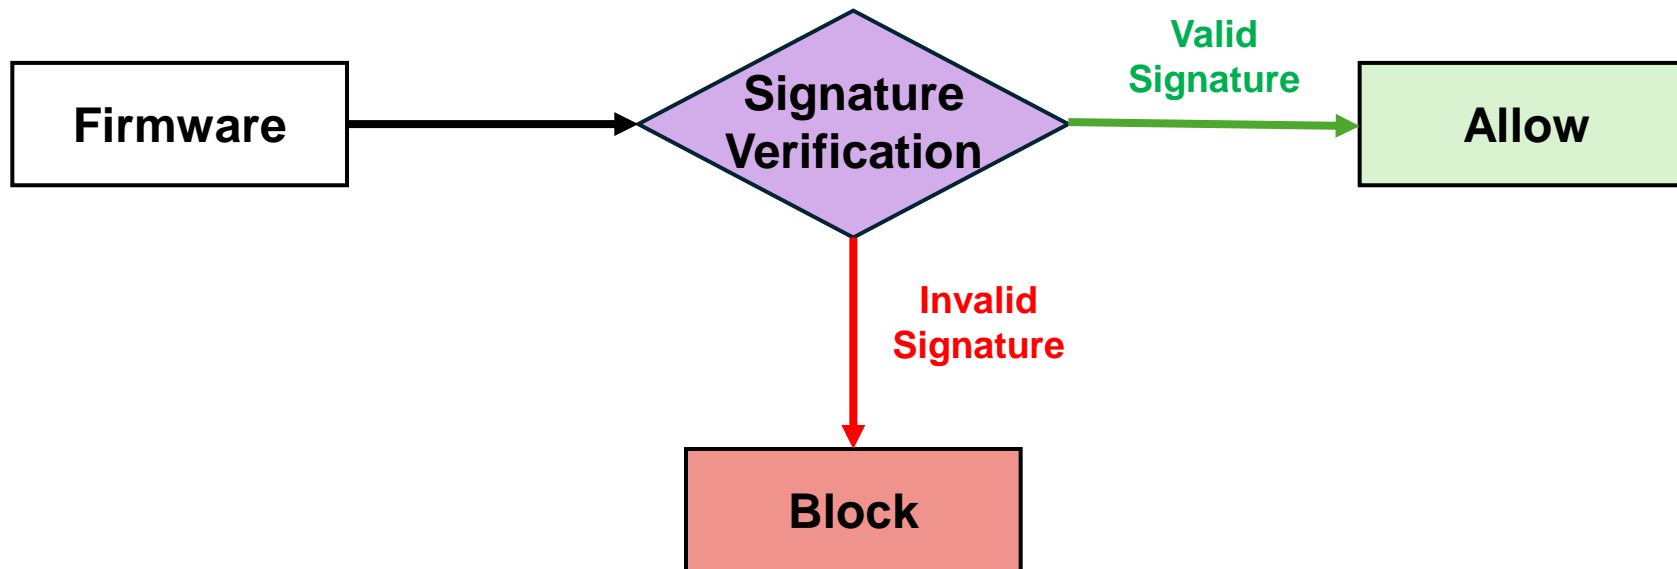 Firmware
Signature
Verification
Valid
Signature
Allow
Invalid
Signature
Block